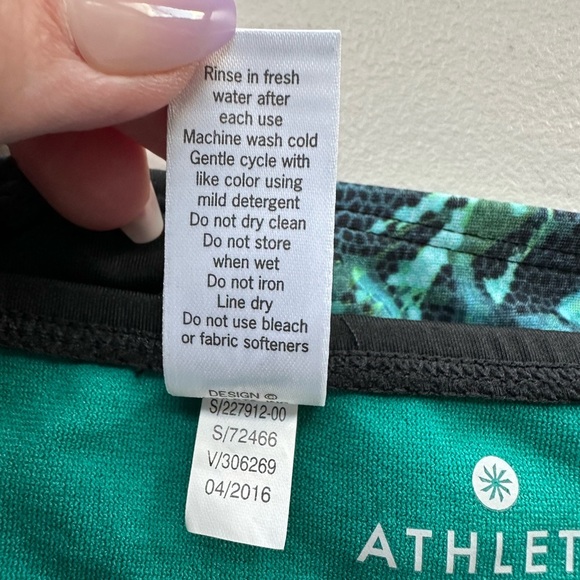 Rinse in fresh
water after
each use
Machine wash cold
Gentle cycle with
like color using
mild detergent
Do not dry clean
Do not store
when wet
Do not iron
Line dry
Do not use bleach
or fabric softeners
DESIGN ©
S/227912-00
S/72466
V/306269
04/2016
ATHLET